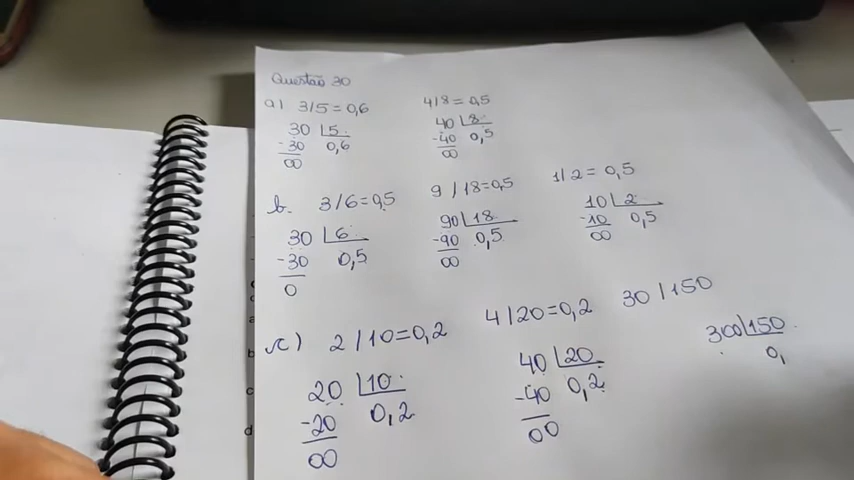 Questão 30
a) 3/5=0,6 4/8=0,5
30 5 40 8
-30 0,6 -40 0,5
00 00
b. 3/6=0,5 9/18=0,5 1/2=0,5
30 6 90 18 10 2
-30 0,5 -90 0,5 -10 0,5
0 00 00
c) 2/10=0,2 4/20=0,2 30/150
20 10 40 20 300 150
-20 0,2 -40 0,2 0,
00 00